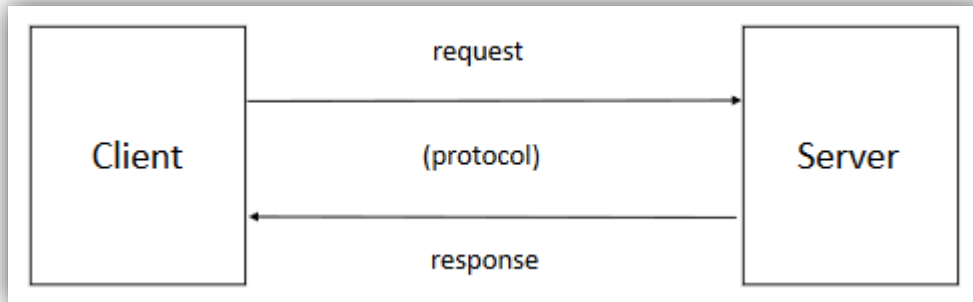 request
Client
(protocol)
Server
response